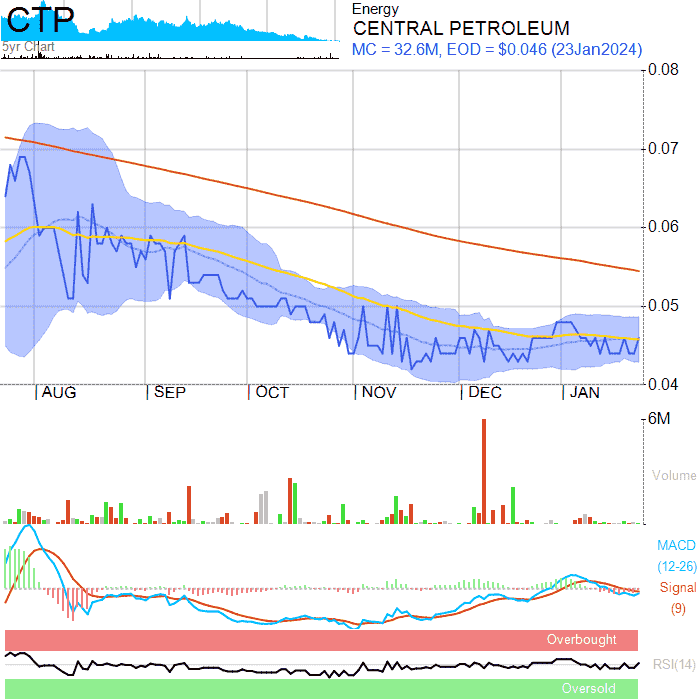 CTP
5yr Chart
Energy
CENTRAL PETROLEUM
MC = 32.6M, EOD = $0.046 (23Jan2024)
0.08
0.07
0.06
0.05
0.04
AUG
SEP
OCT
NOV
DEC
JAN
6M
Volume
MACD
(12-26)
Signal
(9)
Overbought
RSI(14)
Oversold